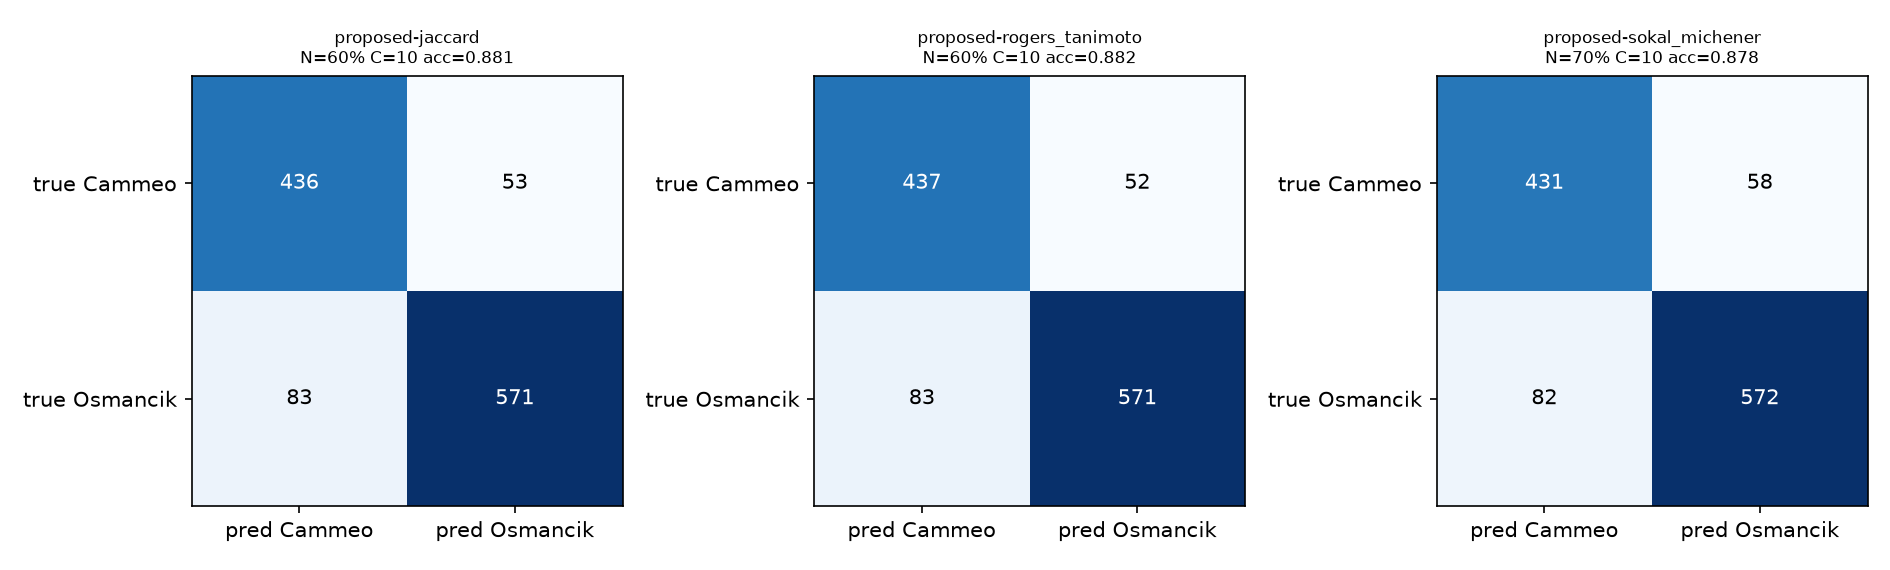 proposed-jaccard
N=60% C=10 acc=0.881
true Cammeo
436
53
true Osmancik
83
571
pred Cammeo
pred Osmancik
proposed-rogers_tanimoto
N=60% C=10 acc=0.882
true Cammeo
437
52
true Osmancik
83
571
pred Cammeo
pred Osmancik
proposed-sokal_michener
N=70% C=10 acc=0.878
true Cammeo
431
58
true Osmancik
82
572
pred Cammeo
pred Osmancik